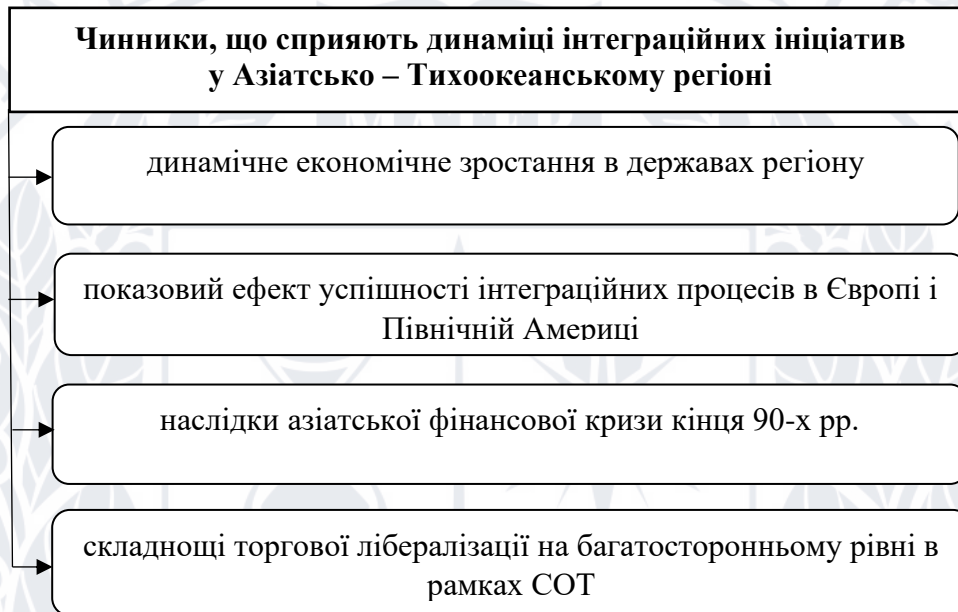 Чинники, що сприяють динаміці інтеграційних ініціатив
у Азіатсько – Тихоокеанському регіоні
динамічне економічне зростання в державах регіону
показовий ефект успішності інтеграційних процесів в Європі і
Північній Америці
наслідки азіатської фінансової кризи кінця 90-х рр.
складнощі торгової лібералізації на багатосторонньому рівні в
рамках СОТ